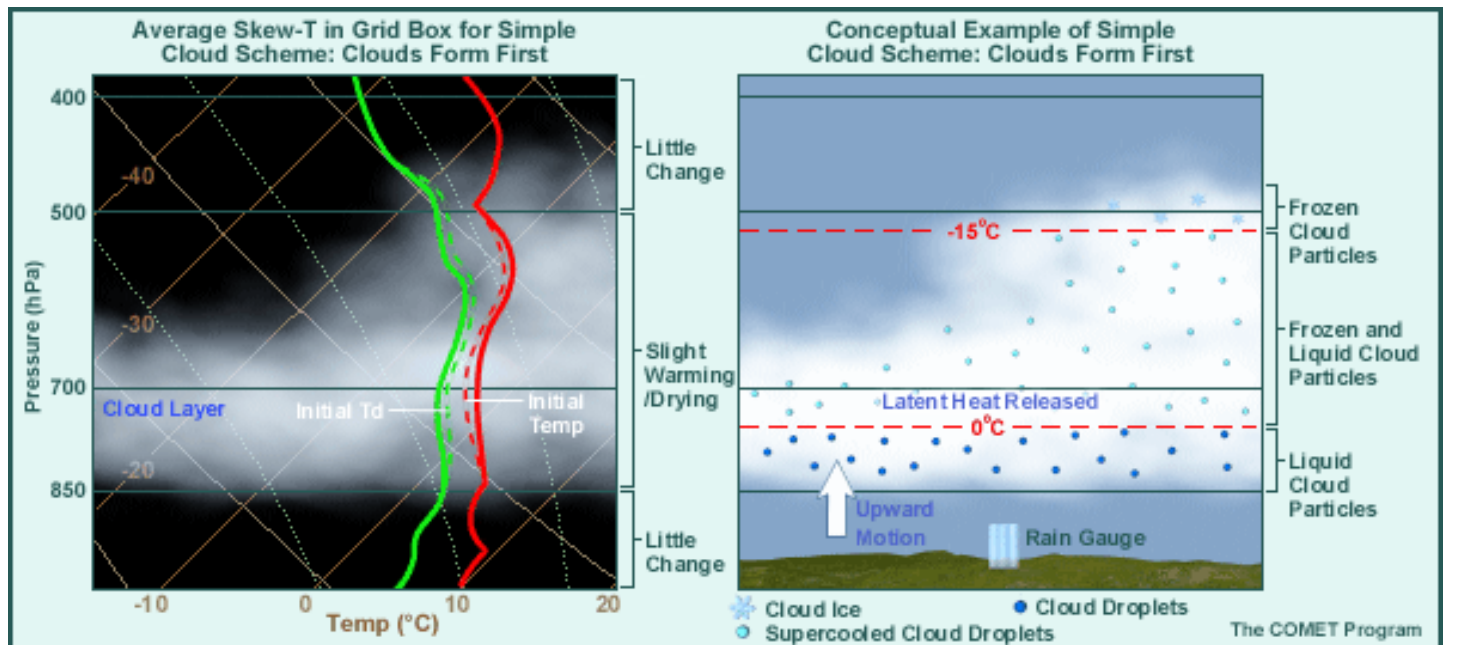 Average Skew-T in Grid Box for Simple
Cloud Scheme: Clouds Form First
400
500
700
850
Pressure (hPa)
-40
-30
-20
Cloud Layer
Initial Td
Initial
Temp
Little
Change
Slight
Warming
/Drying
Little
Change
-10
0
10
20
Temp (°C)
Conceptual Example of Simple
Cloud Scheme: Clouds Form First
-15°C
Latent Heat Released
0°C
Upward
Motion
Rain Gauge
Frozen
Cloud
Particles
Frozen and
Liquid Cloud
Particles
Liquid
Cloud
Particles
Cloud Ice
Cloud Droplets
Supercooled Cloud Droplets
The COMET Program